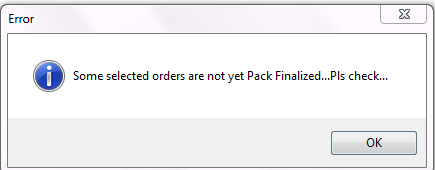 Error
Some selected orders are not yet Pack Finalized...Pls check...
OK